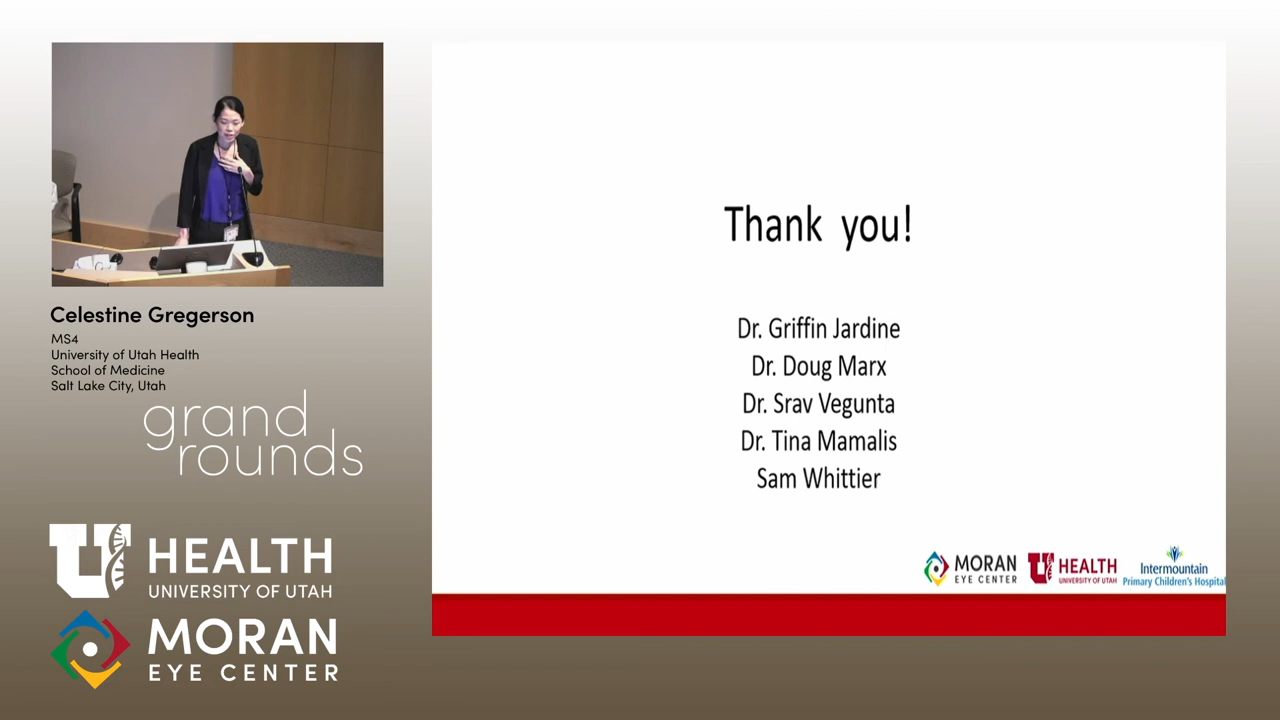 Celestine Gregerson
MS4
University of Utah Health
School of Medicine
Salt Lake City, Utah
grand
rounds
U HEALTH
UNIVERSITY OF UTAH
MORAN
EYE CENTER
Thank you!
Dr. Griffin Jardine
Dr. Doug Marx
Dr. Srav Vegunta
Dr. Tina Mamalis
Sam Whittier
MORAN
EYE CENTER
U HEALTH
UNIVERSITY OF UTAH
Intermountain
Primary Children's Hospital